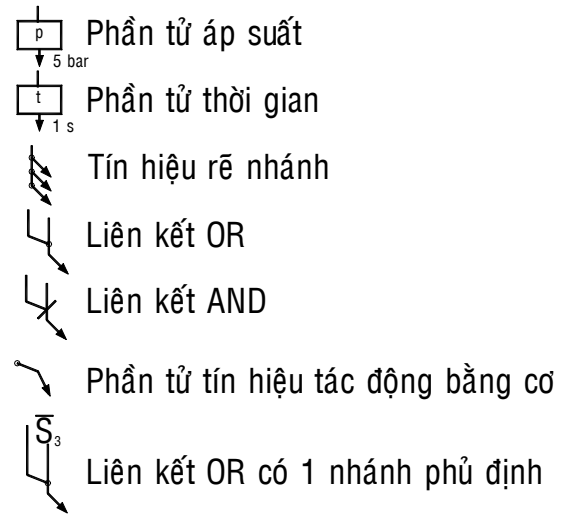 p Phần tử áp suất
5 bar
t Phần tử thời gian
1 s
Tín hiệu rẽ nhánh
Liên kết OR
Liên kết AND
Phần tử tín hiệu tác động bằng cơ
S̅₃
Liên kết OR có 1 nhánh phủ định